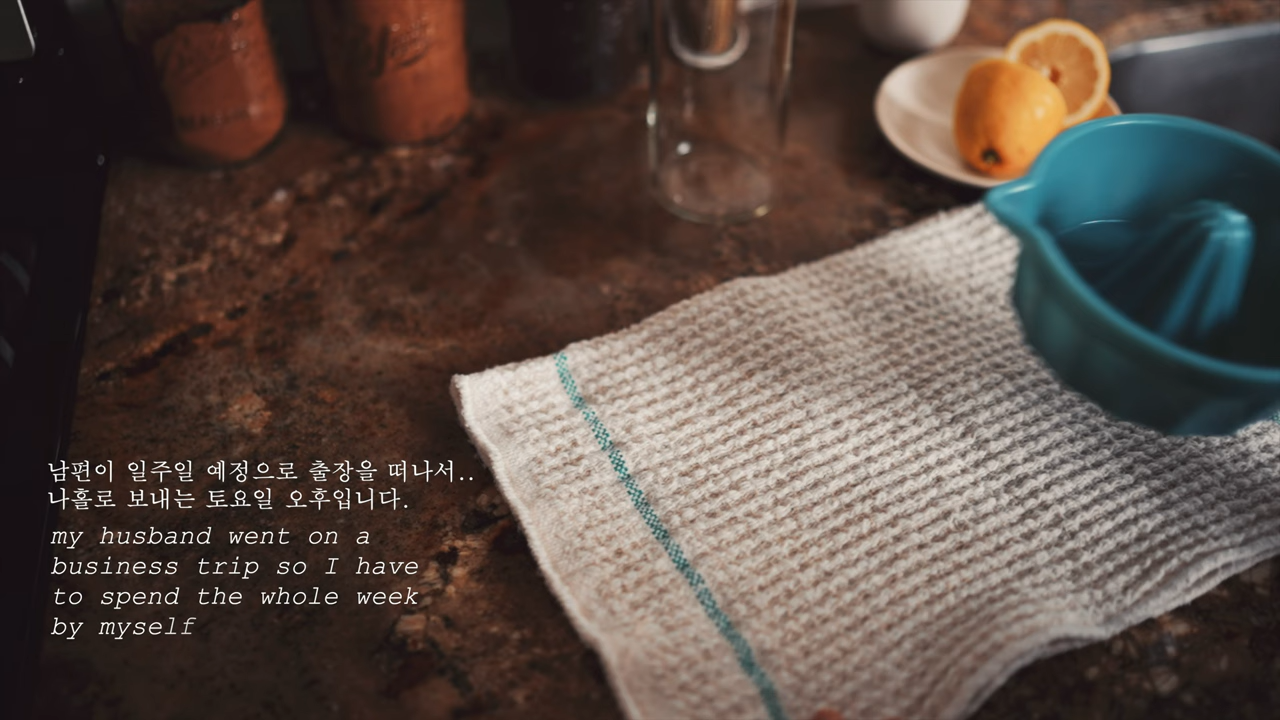 남편이 일주일 예정으로 출장을 떠나서..
나홀로 보내는 토요일 오후입니다.
my husband went on a
business trip so I have
to spend the whole week
by myself